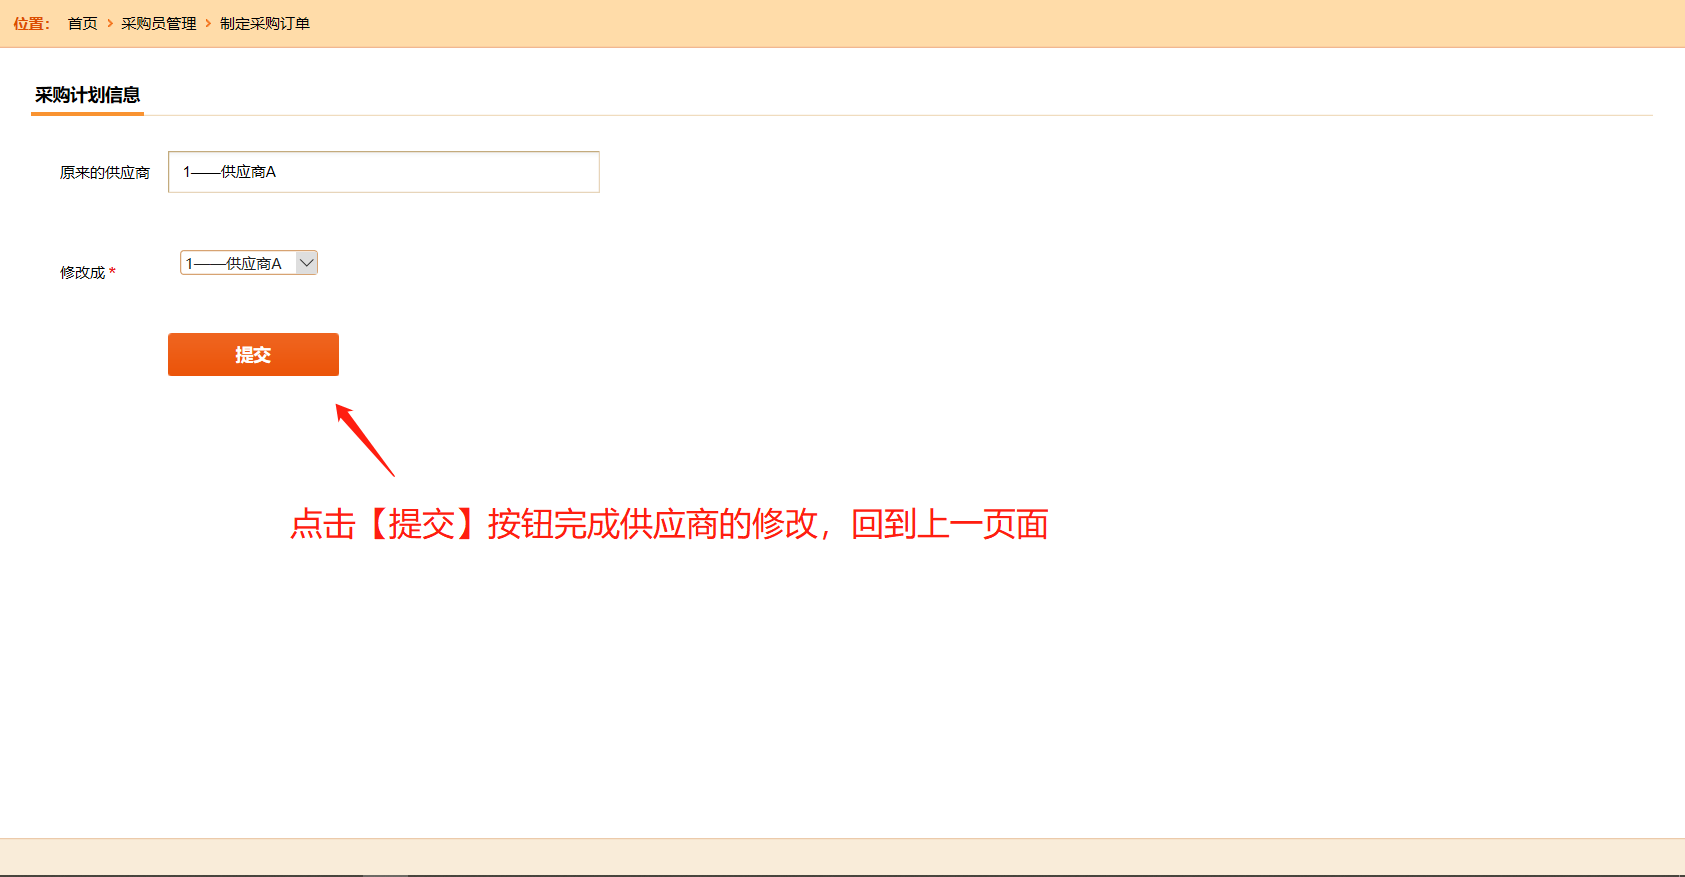 位置： 首页 > 采购员管理 > 制定采购订单
采购计划信息
原来的供应商 1——供应商A
修改成 * 1——供应商A
提交
点击【提交】按钮完成供应商的修改，回到上一页面